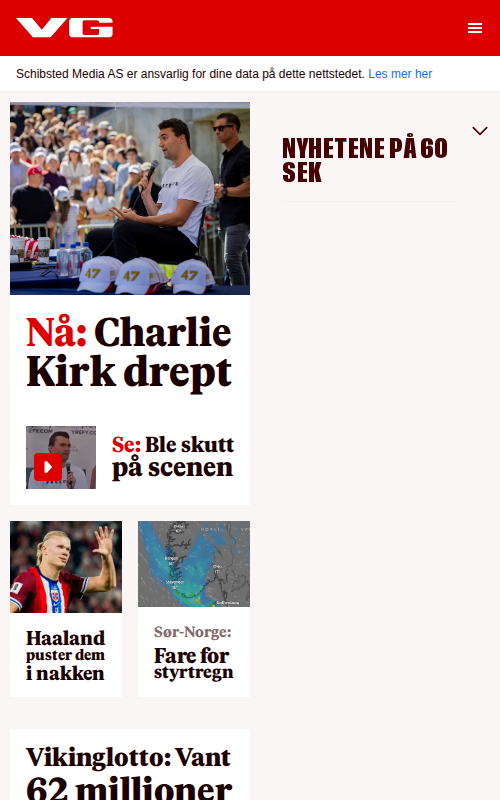 VG
Schibsted Media AS er ansvarlig for dine data på dette nettstedet. Les mer her
47 47 47
Nå: Charlie
Kirk drept
Se: Ble skutt
på scenen
Haaland
puster dem
i nakken
Sør-Norge:
Fare for
styrtregn
Vikinglotto: Vant
62 millioner
NYHETENE PÅ 60
SEK